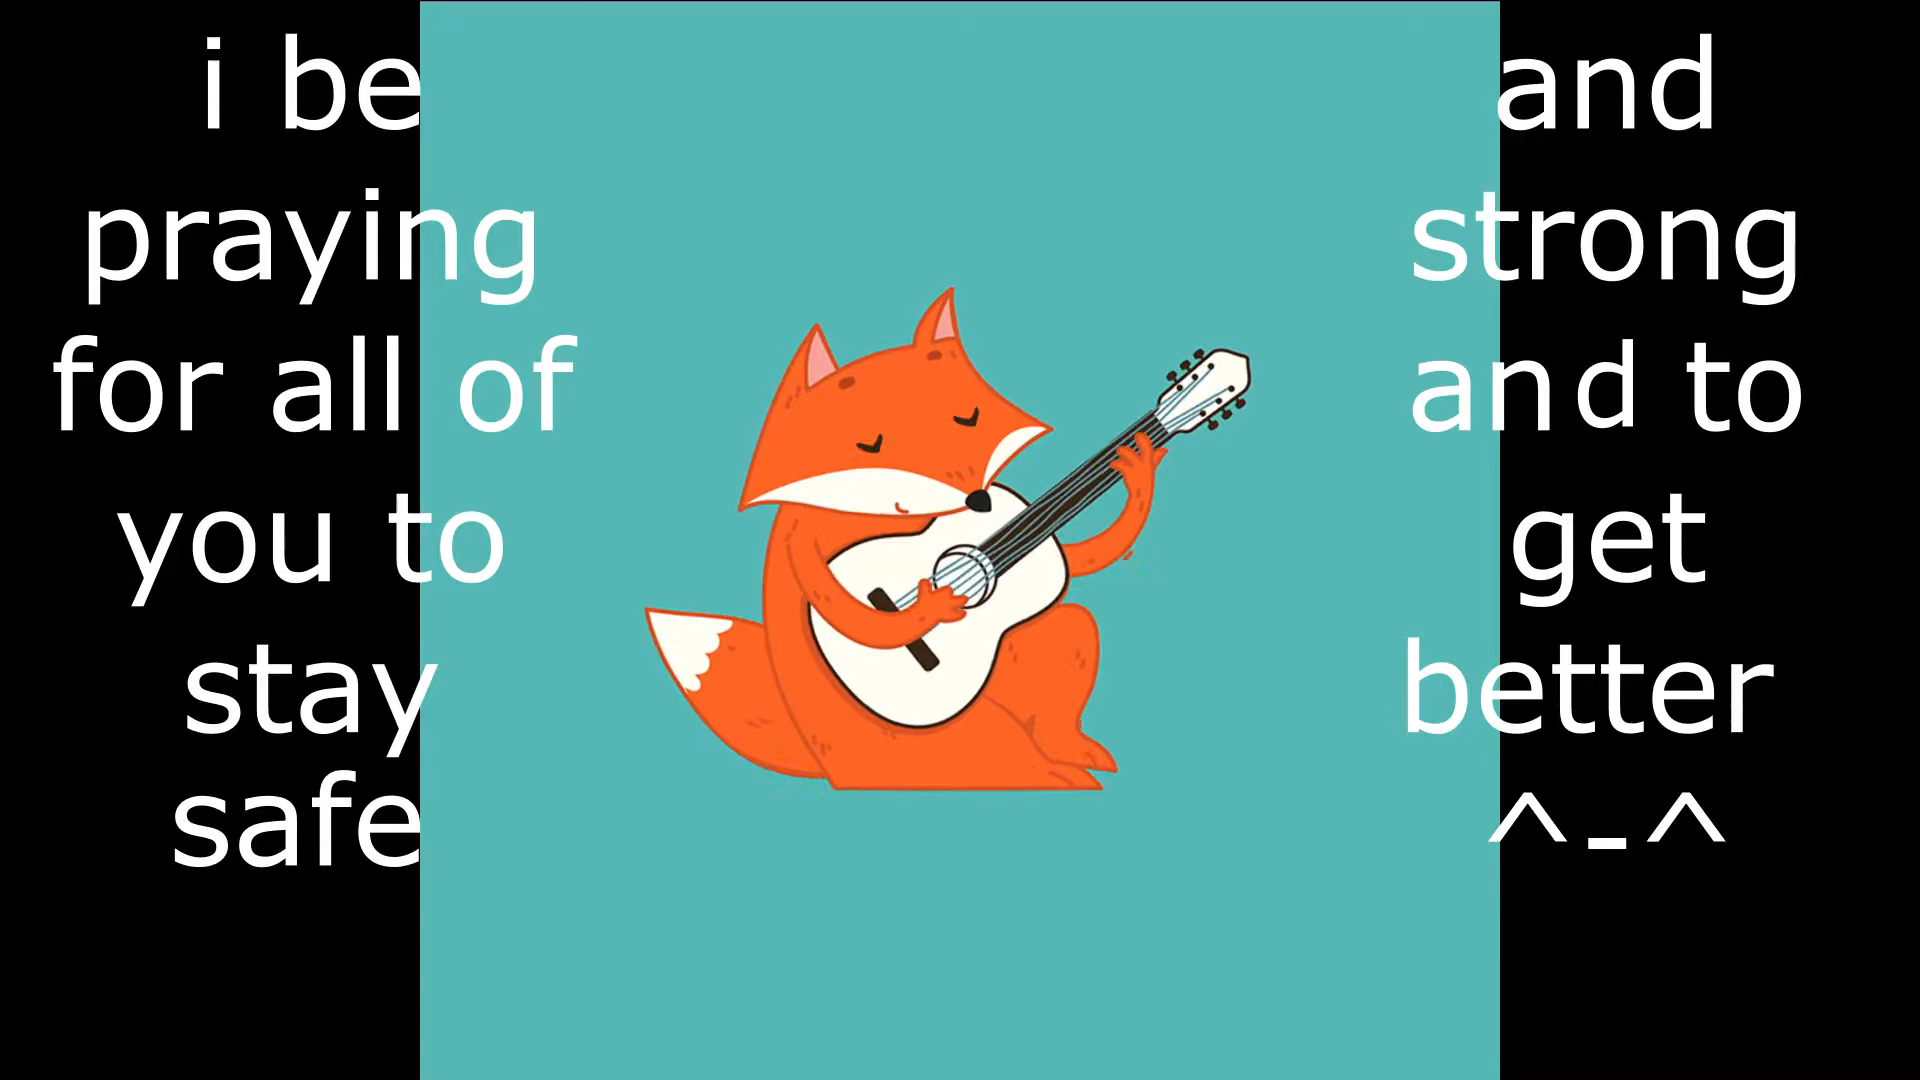 i be
praying
for all of
you to
stay
safe
and
strong
and to
get
better
^-^